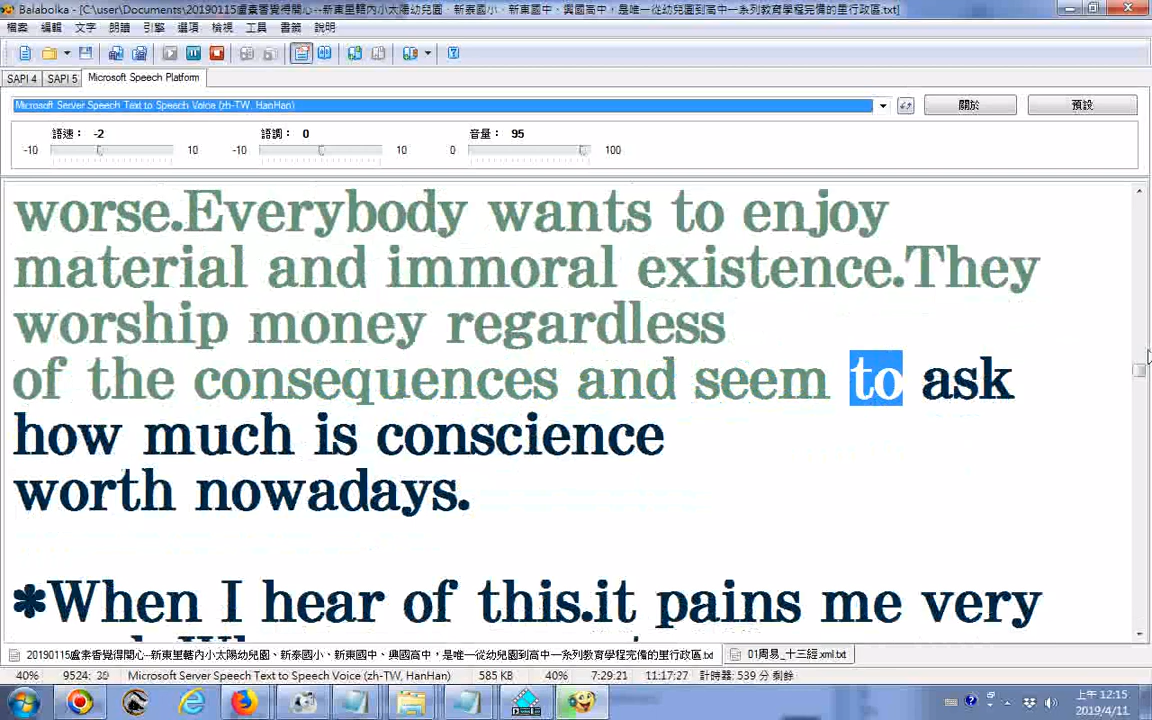 Balabolka - [C:\user\Documents\20190115盧素香覺得開心--新東里轄內小太陽幼兒園、新泰國小、新東國中、興國高中，是唯一從幼兒園到高中一系列教育學程完備的里行政區.txt]
檔案 編輯 文字 朗讀 引擎 選項 檢視 工具 書籤 說明
SAPI 4 SAPI 5 Microsoft Speech Platform
Microsoft Server Speech Text to Speech Voice (zh-TW, HanHan) 關於 預設
語速： -2 語調： 0 音量： 95
-10 10 -10 10 0 100
worse.Everybody wants to enjoy
material and immoral existence.They
worship money regardless
of the consequences and seem to ask
how much is conscience
worth nowadays.
*When I hear of this.it pains me very
20190115盧素香覺得開心--新東里轄內小太陽幼兒園、新泰國小、新東國中、興國高中，是唯一從幼兒園到高中一系列教育學程完備的里行政區.txt 01周易_十三經.xml.txt
40% 9524: 30 Microsoft Server Speech Text to Speech Voice (zh-TW, HanHan) 585 KB 40% 7:29:21 11:17:27 計時器: 539 分 剩餘
上午 12:15
2019/4/11